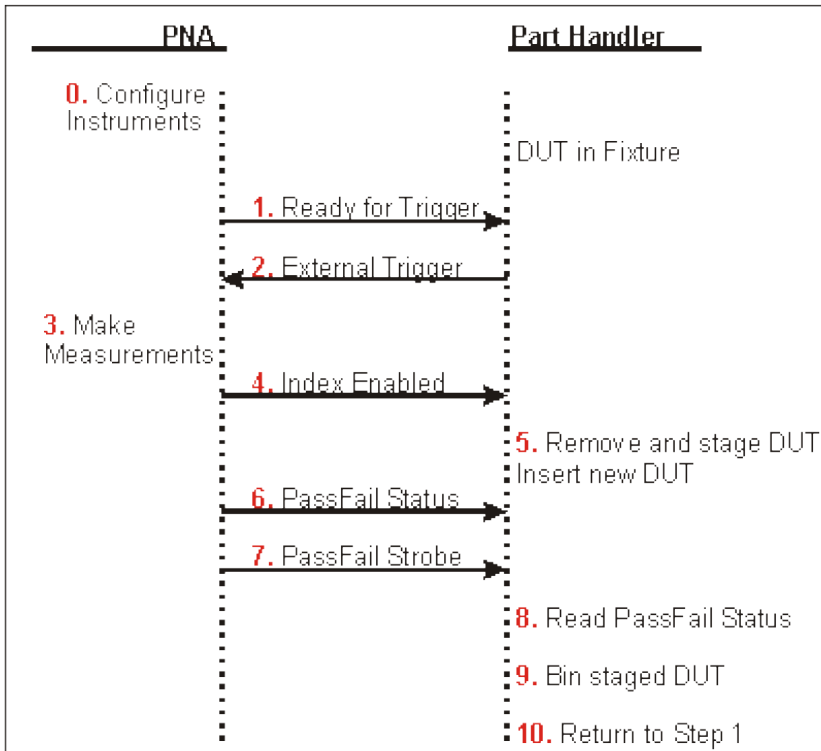 PNA
Part Handler
0. Configure
Instruments
DUT in Fixture
1. Ready for Trigger
2. External Trigger
3. Make
Measurements
4. Index Enabled
5. Remove and stage DUT
Insert new DUT
6. PassFail Status
7. PassFail Strobe
8. Read PassFail Status
9. Bin staged DUT
10. Return to Step 1